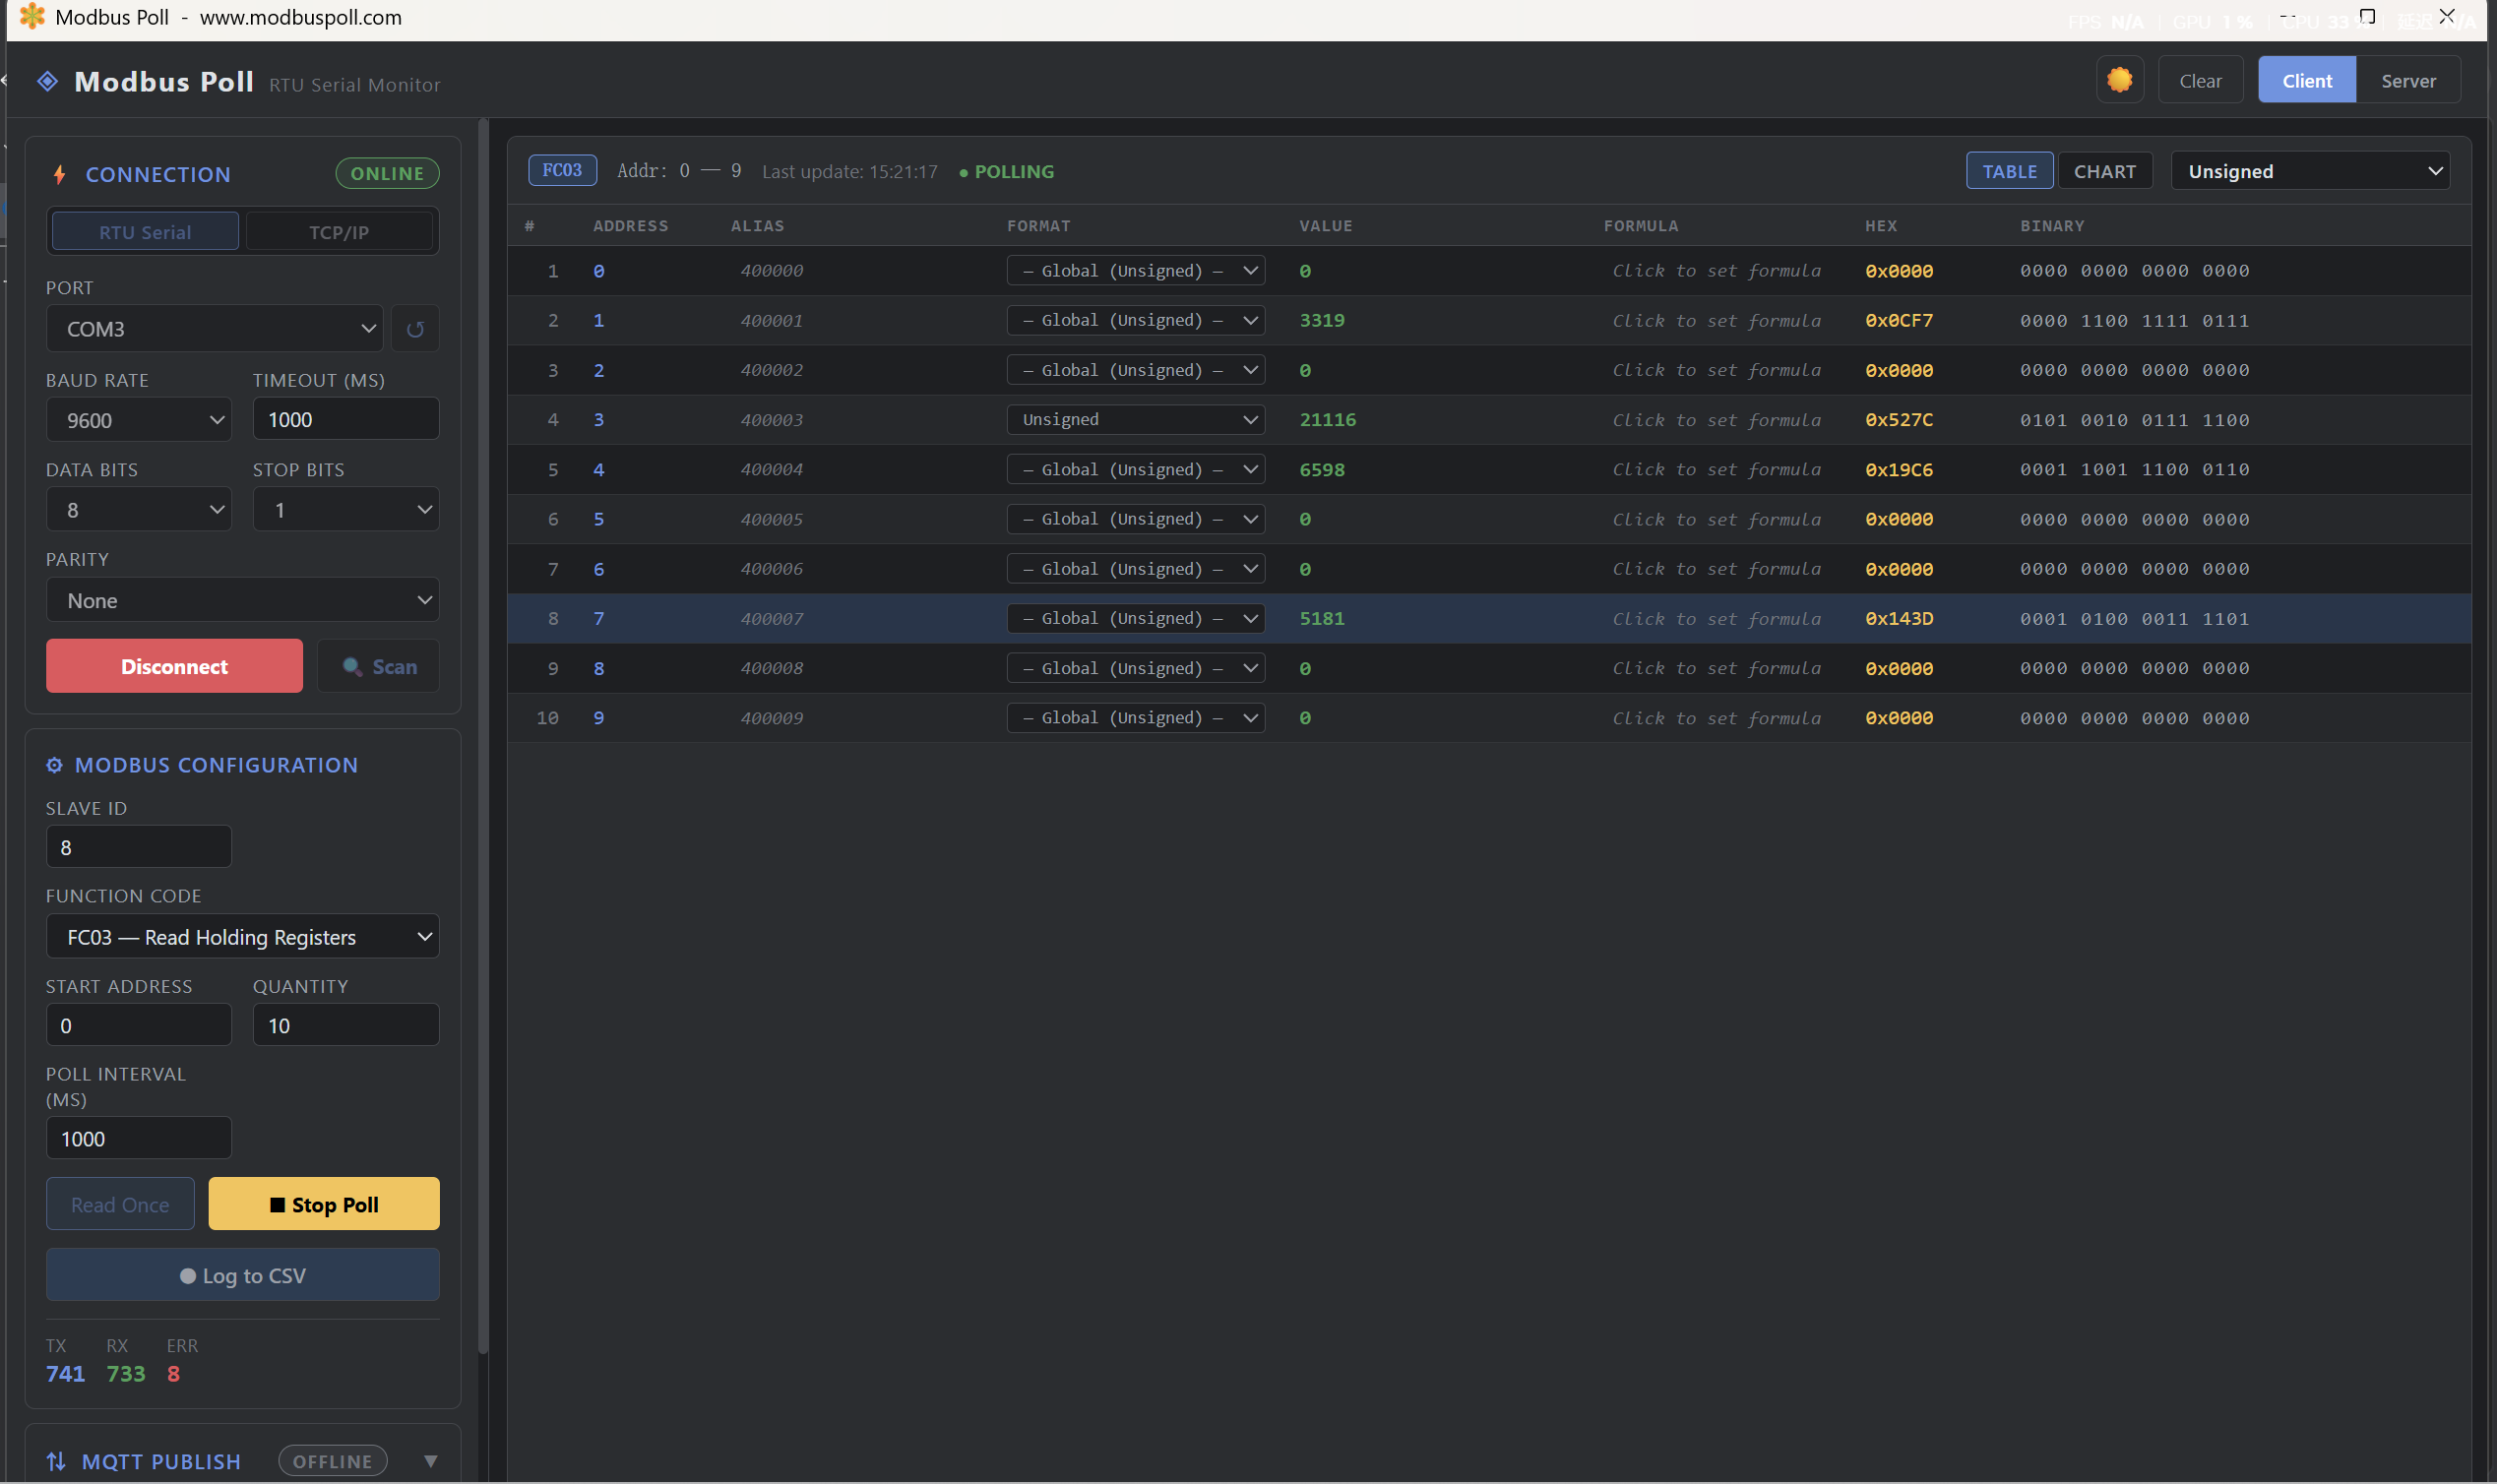 Modbus Poll - www.modbuspoll.com
FPS N/A GPU 1 % CPU 33 % 延迟 N/A
Modbus Poll RTU Serial Monitor
Clear Client Server
CONNECTION ONLINE
RTU Serial TCP/IP
PORT
COM3
BAUD RATE TIMEOUT (MS)
9600 1000
DATA BITS STOP BITS
8 1
PARITY
None
Disconnect Scan
MODBUS CONFIGURATION
SLAVE ID
8
FUNCTION CODE
FC03 — Read Holding Registers
START ADDRESS QUANTITY
0 10
POLL INTERVAL
(MS)
1000
Read Once ■ Stop Poll
● Log to CSV
TX RX ERR
741 733 8
MQTT PUBLISH OFFLINE ▼
FC03 Addr: 0 — 9 Last update: 15:21:17 ● POLLING TABLE CHART Unsigned
# ADDRESS ALIAS FORMAT VALUE FORMULA HEX BINARY
1 0 400000 — Global (Unsigned) — 0 Click to set formula 0x0000 0000 0000 0000 0000
2 1 400001 — Global (Unsigned) — 3319 Click to set formula 0x0CF7 0000 1100 1111 0111
3 2 400002 — Global (Unsigned) — 0 Click to set formula 0x0000 0000 0000 0000 0000
4 3 400003 Unsigned 21116 Click to set formula 0x527C 0101 0010 0111 1100
5 4 400004 — Global (Unsigned) — 6598 Click to set formula 0x19C6 0001 1001 1100 0110
6 5 400005 — Global (Unsigned) — 0 Click to set formula 0x0000 0000 0000 0000 0000
7 6 400006 — Global (Unsigned) — 0 Click to set formula 0x0000 0000 0000 0000 0000
8 7 400007 — Global (Unsigned) — 5181 Click to set formula 0x143D 0001 0100 0011 1101
9 8 400008 — Global (Unsigned) — 0 Click to set formula 0x0000 0000 0000 0000 0000
10 9 400009 — Global (Unsigned) — 0 Click to set formula 0x0000 0000 0000 0000 0000